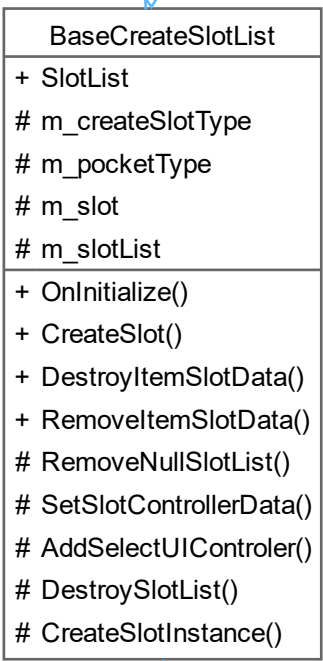 BaseCreateSlotList
+ SlotList
# m_createSlotType
# m_pocketType
# m_slot
# m_slotList
+ OnInitialize()
+ CreateSlot()
+ DestroyItemSlotData()
+ RemoveItemSlotData()
# RemoveNullSlotList()
# SetSlotControllerData()
# AddSelectUIControler()
# DestroySlotList()
# CreateSlotInstance()